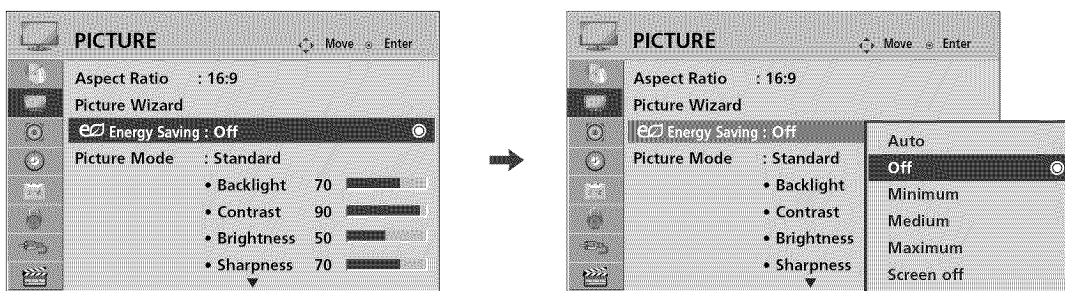 PICTURE
Move Enter
Aspect Ratio : 16:9
Picture Wizard
Energy Saving : Off
Picture Mode : Standard
• Backlight 70
• Contrast 90
• Brightness 50
• Sharpness 70
PICTURE
Move Enter
Aspect Ratio : 16:9
Picture Wizard
Energy Saving : Off
Picture Mode : Standard
• Backlight
• Contrast
• Brightness
• Sharpness
Auto
Off
Minimum
Medium
Maximum
Screen off